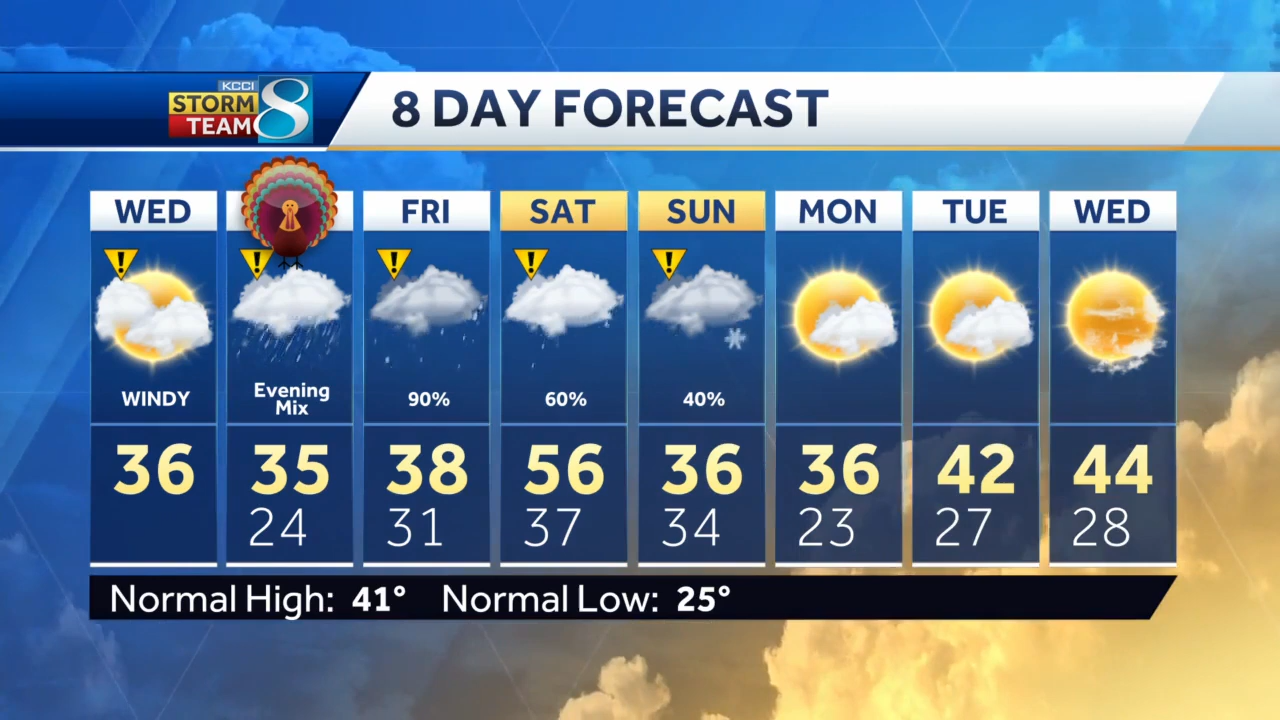 KCCI
STORM
TEAM 8
8 DAY FORECAST
WED FRI SAT SUN MON TUE WED
! ! ! ! !
WINDY Evening Mix 90% 60% 40%
36 35 38 56 36 36 42 44
24 31 37 34 23 27 28
Normal High: 41° Normal Low: 25°